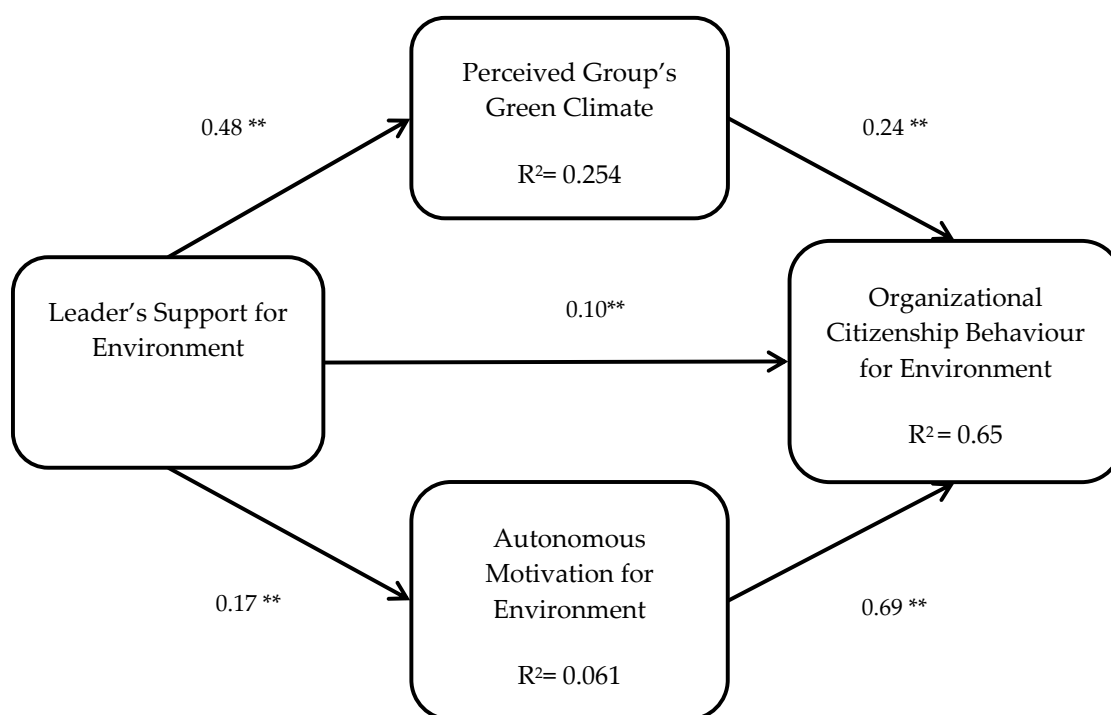 Perceived Group’s
Green Climate
R²= 0.254
0.48 **
0.24 **
Leader’s Support for
Environment
0.10**
Organizational
Citizenship Behaviour
for Environment
R² = 0.65
Autonomous
Motivation for
Environment
R²= 0.061
0.17 **
0.69 **